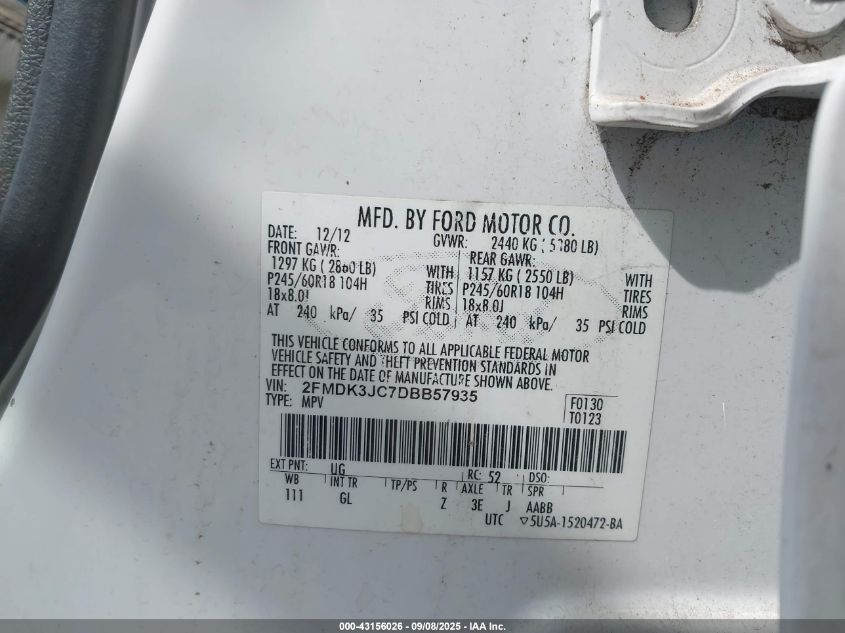 MFD. BY FORD MOTOR CO.
DATE: 12/12 GVWR: 2440 KG (5380 LB)
FRONT GAWR: REAR GAWR:
1297 KG (2860 LB) WITH 1157 KG (2550 LB) WITH
P245/60R18 104H TIRES P245/60R18 104H TIRES
18x8.0J RIMS 18x8.0J RIMS
AT 240 kPa/ 35 PSI COLD AT 240 kPa/ 35 PSI COLD
THIS VEHICLE CONFORMS TO ALL APPLICABLE FEDERAL MOTOR
VEHICLE SAFETY AND THEFT PREVENTION STANDARDS IN
EFFECT ON THE DATE OF MANUFACTURE SHOWN ABOVE.
VIN: 2FMDK3JC7DBB57935
TYPE: MPV F0130
T0123
EXT PNT: UG RC: 52 DSO:
WB INT TR TP/PS R AXLE TR SPR
111 GL Z 3E J AABB
UTC ▽5U5A-1520472-BA
000-43156026 - 09/08/2025 - IAA Inc.